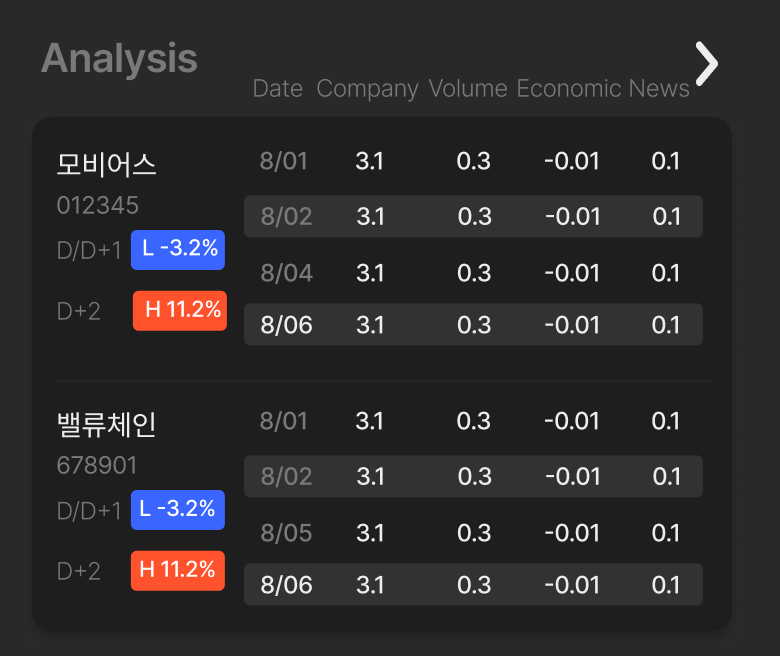 Analysis
Date Company Volume Economic News
모비어스
012345
D/D+1 L -3.2%
D+2 H 11.2%
8/01 3.1 0.3 -0.01 0.1
8/02 3.1 0.3 -0.01 0.1
8/04 3.1 0.3 -0.01 0.1
8/06 3.1 0.3 -0.01 0.1
밸류체인
678901
D/D+1 L -3.2%
D+2 H 11.2%
8/01 3.1 0.3 -0.01 0.1
8/02 3.1 0.3 -0.01 0.1
8/05 3.1 0.3 -0.01 0.1
8/06 3.1 0.3 -0.01 0.1